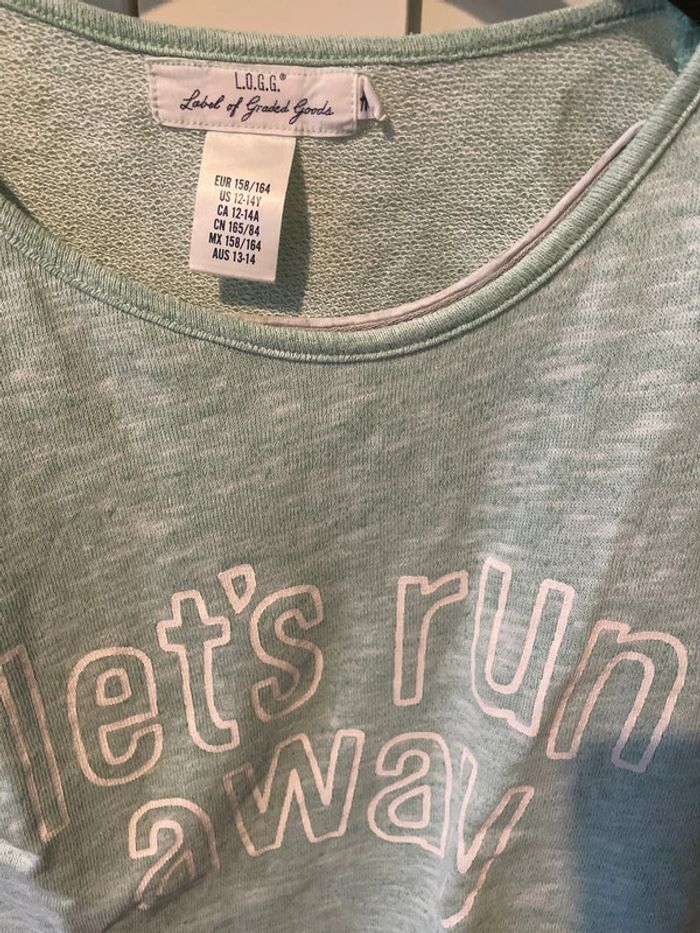 L.O.G.G.®
Label of Graded Goods
EUR 158/164
US 12-14Y
CA 12-14A
CN 165/84
MX 158/164
AUS 13-14
let's run
away